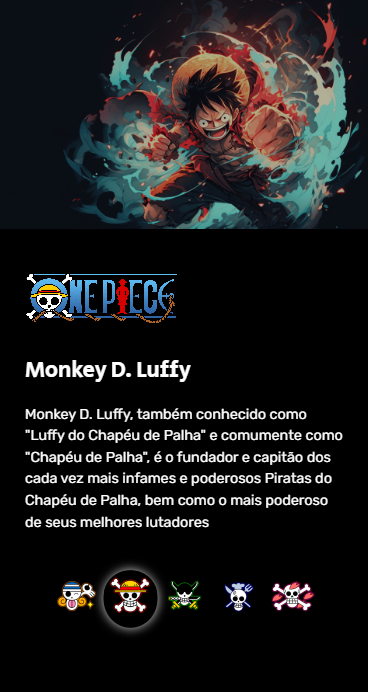 ONE PIECE
Monkey D. Luffy
Monkey D. Luffy, também conhecido como
"Luffy do Chapéu de Palha" e comumente como
"Chapéu de Palha", é o fundador e capitão dos
cada vez mais infames e poderosos Piratas do
Chapéu de Palha, bem como o mais poderoso
de seus melhores lutadores